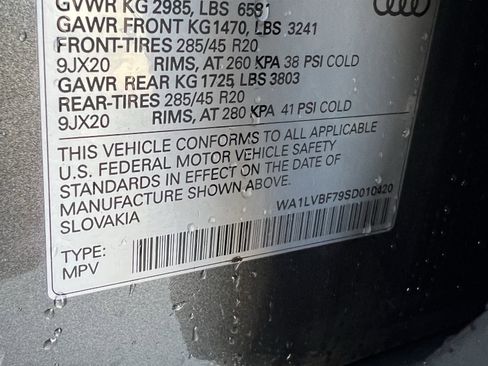 GVWR KG 2985, LBS 6581
GAWR FRONT KG1470, LBS 3241
FRONT-TIRES 285/45 R20
9JX20 RIMS, AT 260 KPA 38 PSI COLD
GAWR REAR KG 1725, LBS 3803
REAR-TIRES 285/45 R20
9JX20 RIMS, AT 280 KPA 41 PSI COLD
THIS VEHICLE CONFORMS TO ALL APPLICABLE
U.S. FEDERAL MOTOR VEHICLE SAFETY
STANDARDS IN EFFECT ON THE DATE OF
MANUFACTURE SHOWN ABOVE.
SLOVAKIA
WA1LVBF79SD010420
TYPE:
MPV